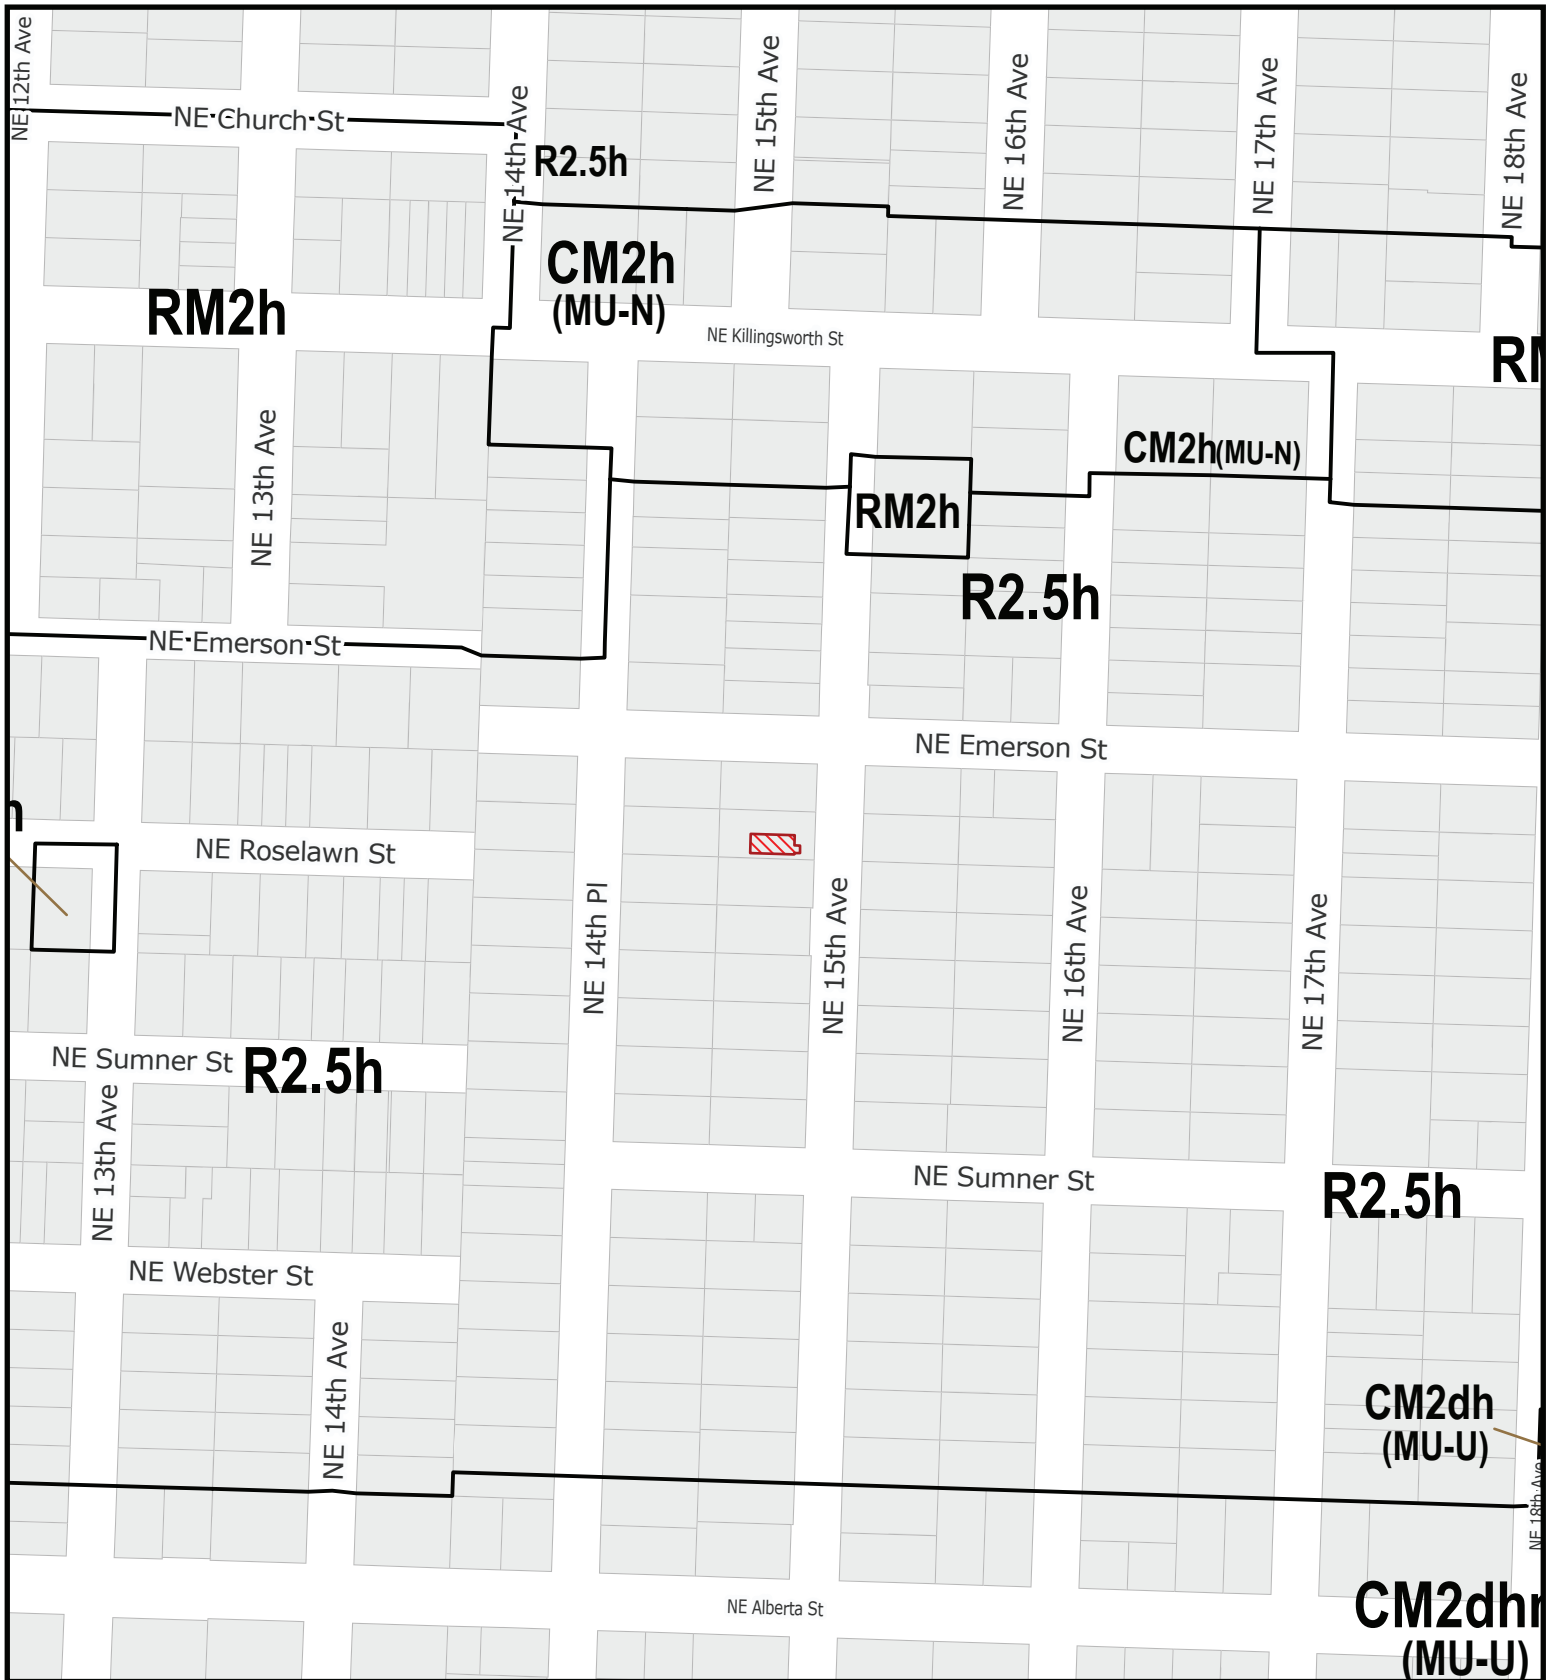 NE 12th Ave
NE Church St
NE 14th Ave
NE 15th Ave
NE 16th Ave
NE 17th Ave
NE 18th Ave
R2.5h
CM2h
(MU-N)
RM2h
NE Killingsworth St
NE 13th Ave
CM2h(MU-N)
RM2h
R2.5h
NE Emerson St
NE Emerson St
NE Roselawn St
NE 14th Pl
NE 15th Ave
NE 16th Ave
NE 17th Ave
NE Sumner St
R2.5h
NE 13th Ave
NE Sumner St
R2.5h
NE Webster St
NE 14th Ave
CM2dh
(MU-U)
NE 18th Ave
NE Alberta St
CM2dh
(MU-U)